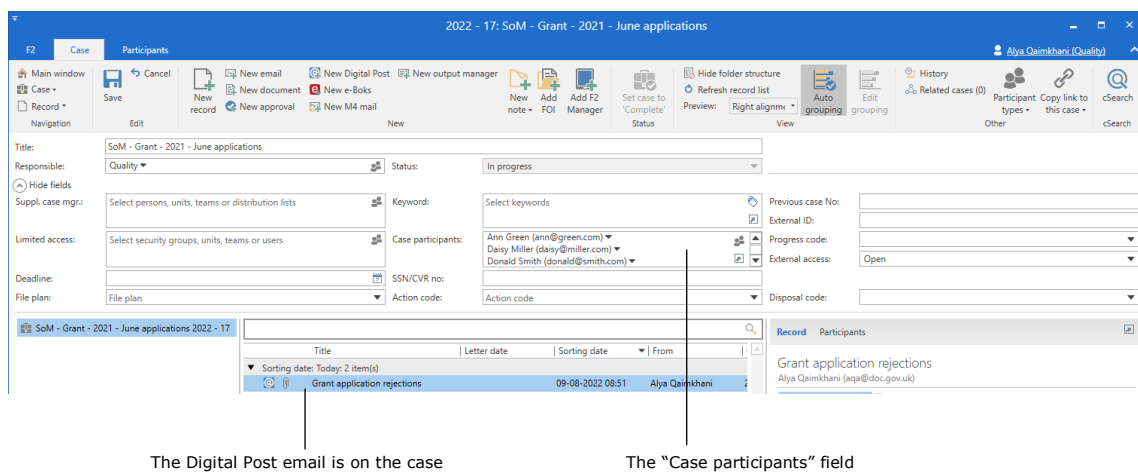 2022 - 17: SoM - Grant - 2021 - June applications
F2 Case Participants Alya Qaimkhani (Quality)
Main window
Case
Record
Navigation
Save
Cancel
Edit
New record
New email
New document
New approval
New Digital Post
New e-Boks
New M4 mail
New output manager
New
New note
Add FOI
Add F2 Manager
Set case to 'Complete'
Status
Hide folder structure
Refresh record list
Preview: Right alignme
Auto grouping
Edit grouping
View
History
Related cases (0)
Participant types
Copy link to this case
Other
cSearch
cSearch
Title: SoM - Grant - 2021 - June applications
Responsible: Quality Status: In progress
Hide fields
Suppl. case mgr.: Select persons, units, teams or distribution lists Keyword: Select keywords Previous case No:
External ID:
Limited access: Select security groups, units, teams or users Case participants: Ann Green (ann@green.com) Progress code:
Daisy Miller (daisy@miller.com)
Donald Smith (donald@smith.com) External access: Open
Deadline: SSN/CVR no:
File plan: File plan Action code: Action code Disposal code:
SoM - Grant - 2021 - June applications 2022 - 17
Title Letter date Sorting date From
Sorting date: Today: 2 item(s)
Grant application rejections 09-08-2022 08:51 Alya Qaimkhani
Record Participants
Grant application rejections
Alya Qaimkhani (aqa@doc.gov.uk)
The Digital Post email is on the case The “Case participants” field